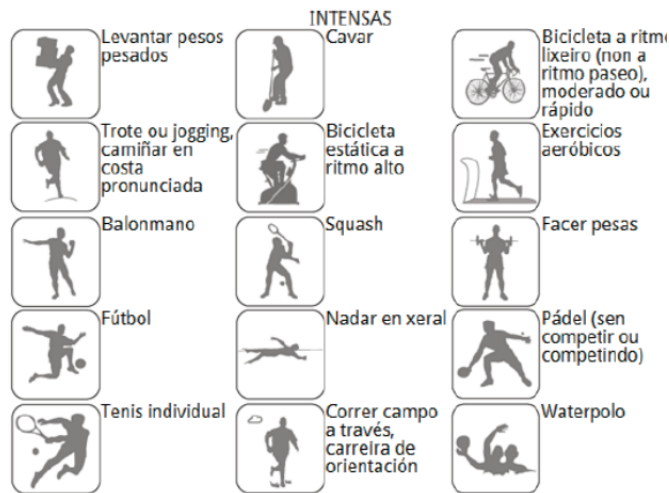 INTENSAS
Levantar pesos
pesados
Cavar
Bicicleta a ritmo
lixeiro (non a
ritmo paseo),
moderado ou
rápido
Trote ou jogging,
camiñar en
costa
pronunciada
Bicicleta
estática a
ritmo alto
Exercicios
aeróbicos
Balonmano
Squash
Facer pesas
Fútbol
Nadar en xeral
Pádel (sen
competir ou
competindo)
Tenis individual
Correr campo
a través,
carreira de
orientación
Waterpolo